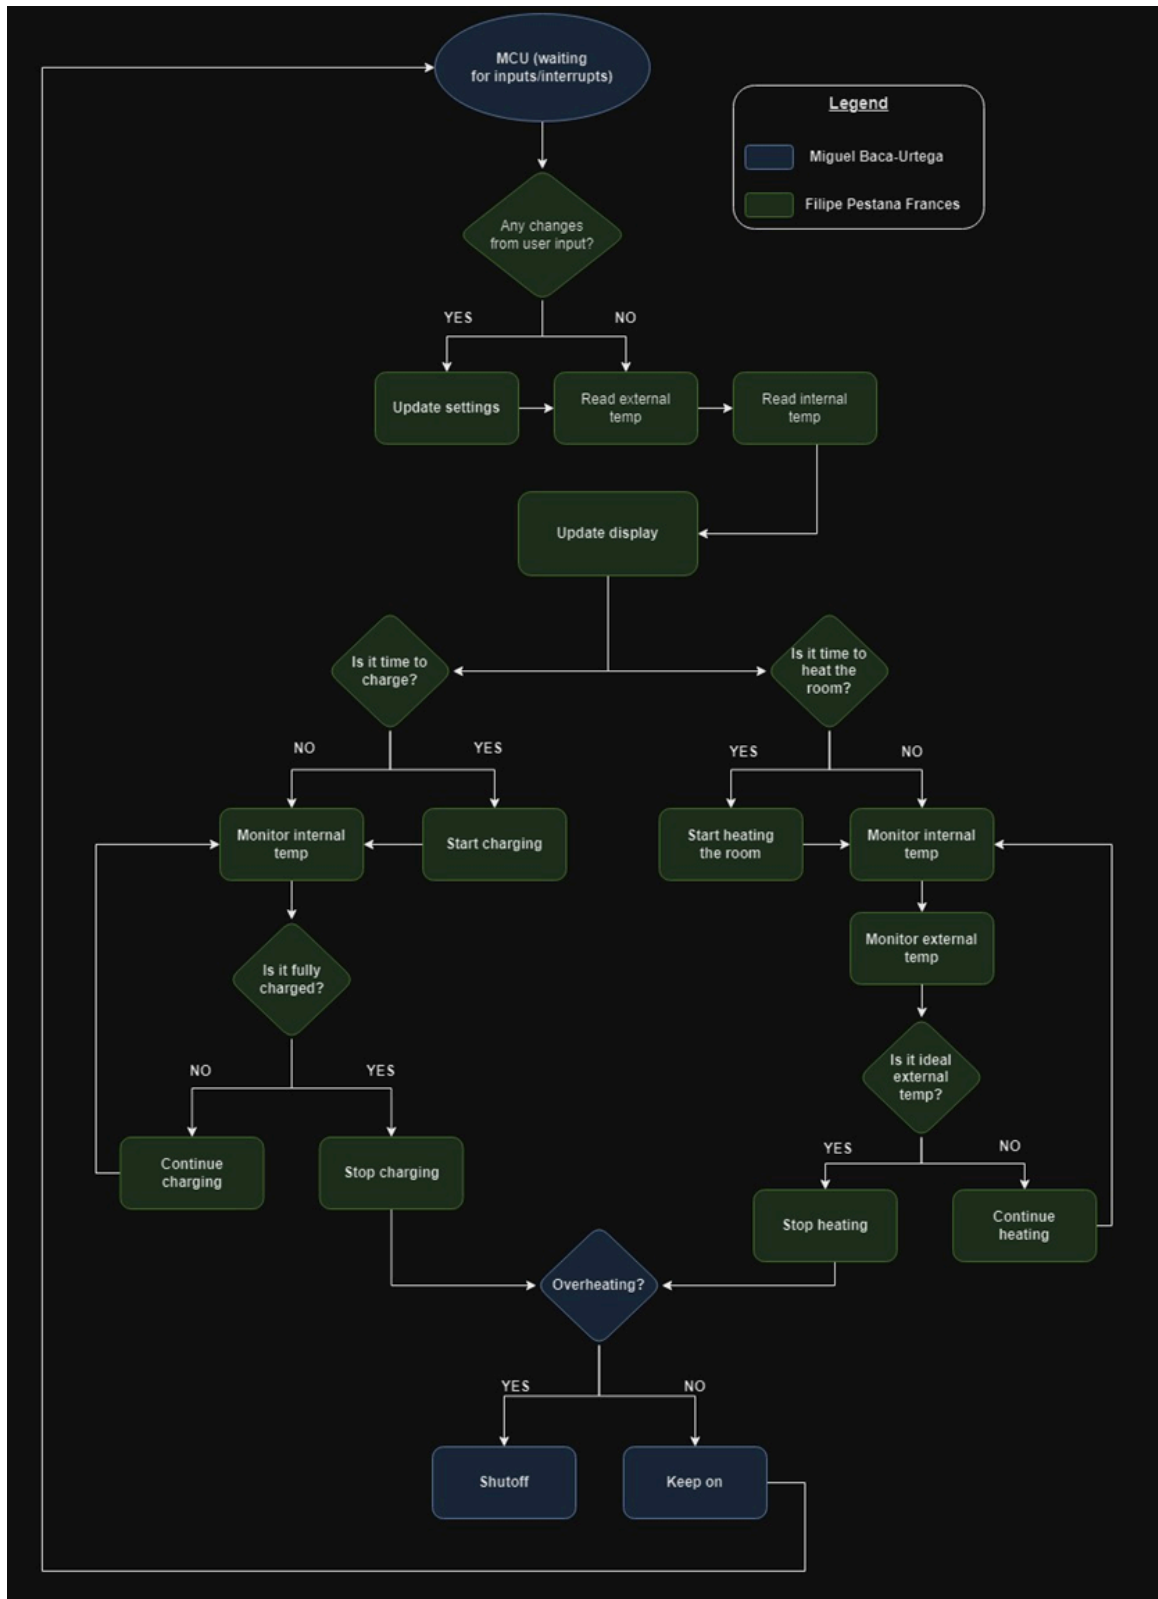 MCU (waiting
for inputs/interrupts)
Legend
Miguel Baca-Urtega
Filipe Pestana Frances
Any changes
from user input?
YES
NO
Update settings
Read external
temp
Read internal
temp
Update display
Is it time to
charge?
Is it time to
heat the
room?
NO
YES
YES
NO
Monitor internal
temp
Start charging
Start heating
the room
Monitor internal
temp
Monitor external
temp
Is it fully
charged?
Is it ideal
external
temp?
NO
YES
YES
NO
Continue
charging
Stop charging
Stop heating
Continue
heating
Overheating?
YES
NO
Shutoff
Keep on